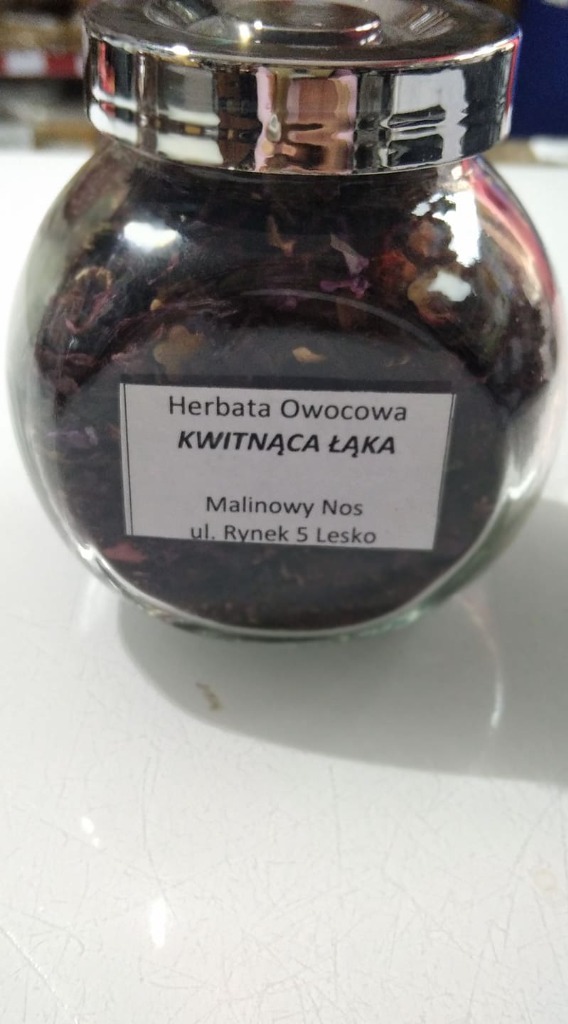 Herbata Owocowa
KWITNĄCA ŁĄKA
Malinowy Nos
ul. Rynek 5 Lesko